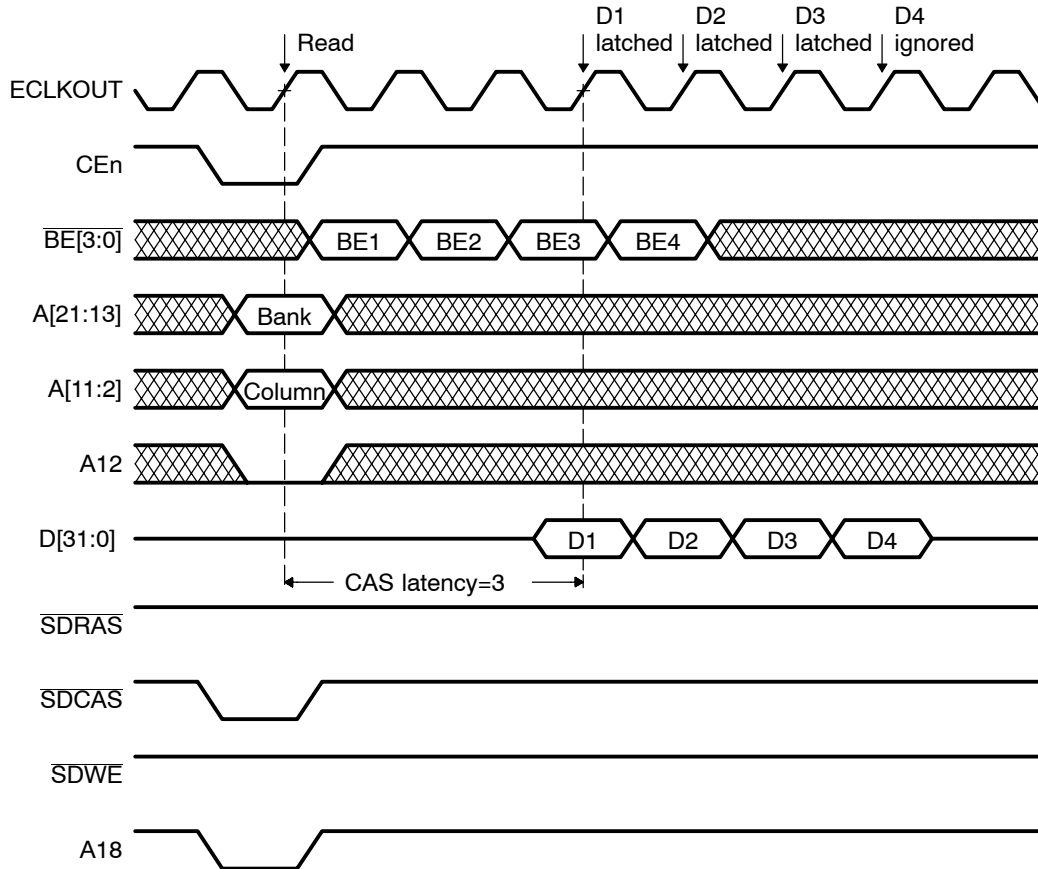 Read
D1
latched
D2
latched
D3
latched
D4
ignored
ECLKOUT
CEn
BE[3:0]
BE1 BE2 BE3 BE4
A[21:13]
Bank
A[11:2]
Column
A12
D[31:0]
D1 D2 D3 D4
CAS latency=3
SDRAS
SDCAS
SDWE
A18